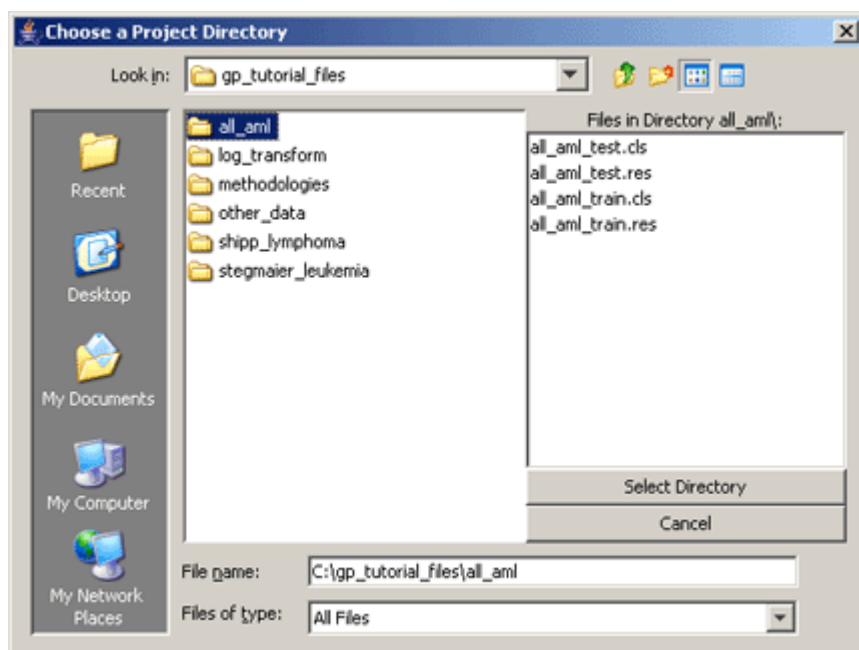 Choose a Project Directory
Look in:
gp_tutorial_files
Recent
Desktop
My Documents
My Computer
My Network
Places
all_aml
log_transform
methodologies
other_data
shipp_lymphoma
stegmaier_leukemia
Files in Directory all_aml\:
all_aml_test.cls
all_aml_test.res
all_aml_train.cls
all_aml_train.res
Select Directory
Cancel
File name:
C:\gp_tutorial_files\all_aml
Files of type:
All Files